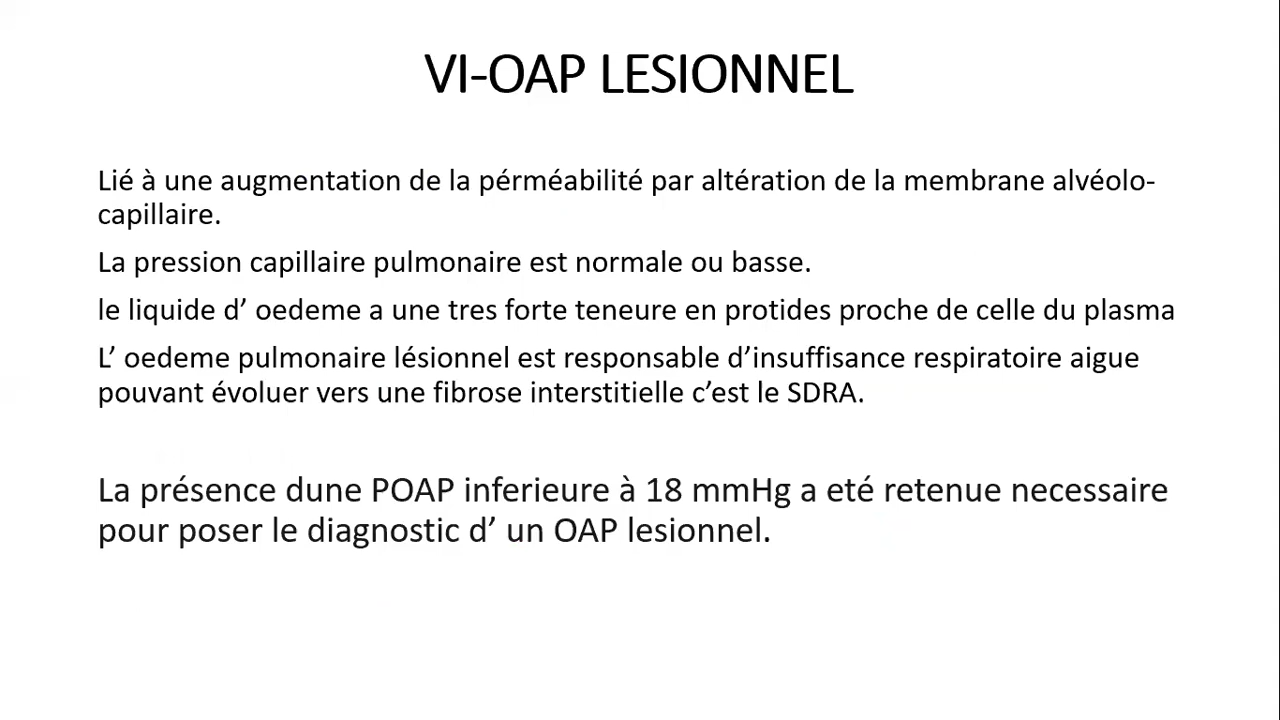 VI-OAP LESIONNEL
Lié à une augmentation de la pérméabilité par altération de la membrane alvéolo-
capillaire.
La pression capillaire pulmonaire est normale ou basse.
le liquide d’ oedeme a une tres forte teneure en protides proche de celle du plasma
L’ oedeme pulmonaire lésionnel est responsable d’insuffisance respiratoire aigue
pouvant évoluer vers une fibrose interstitielle c’est le SDRA.
La présence dune POAP inferieure à 18 mmHg a eté retenue necessaire
pour poser le diagnostic d’ un OAP lesionnel.